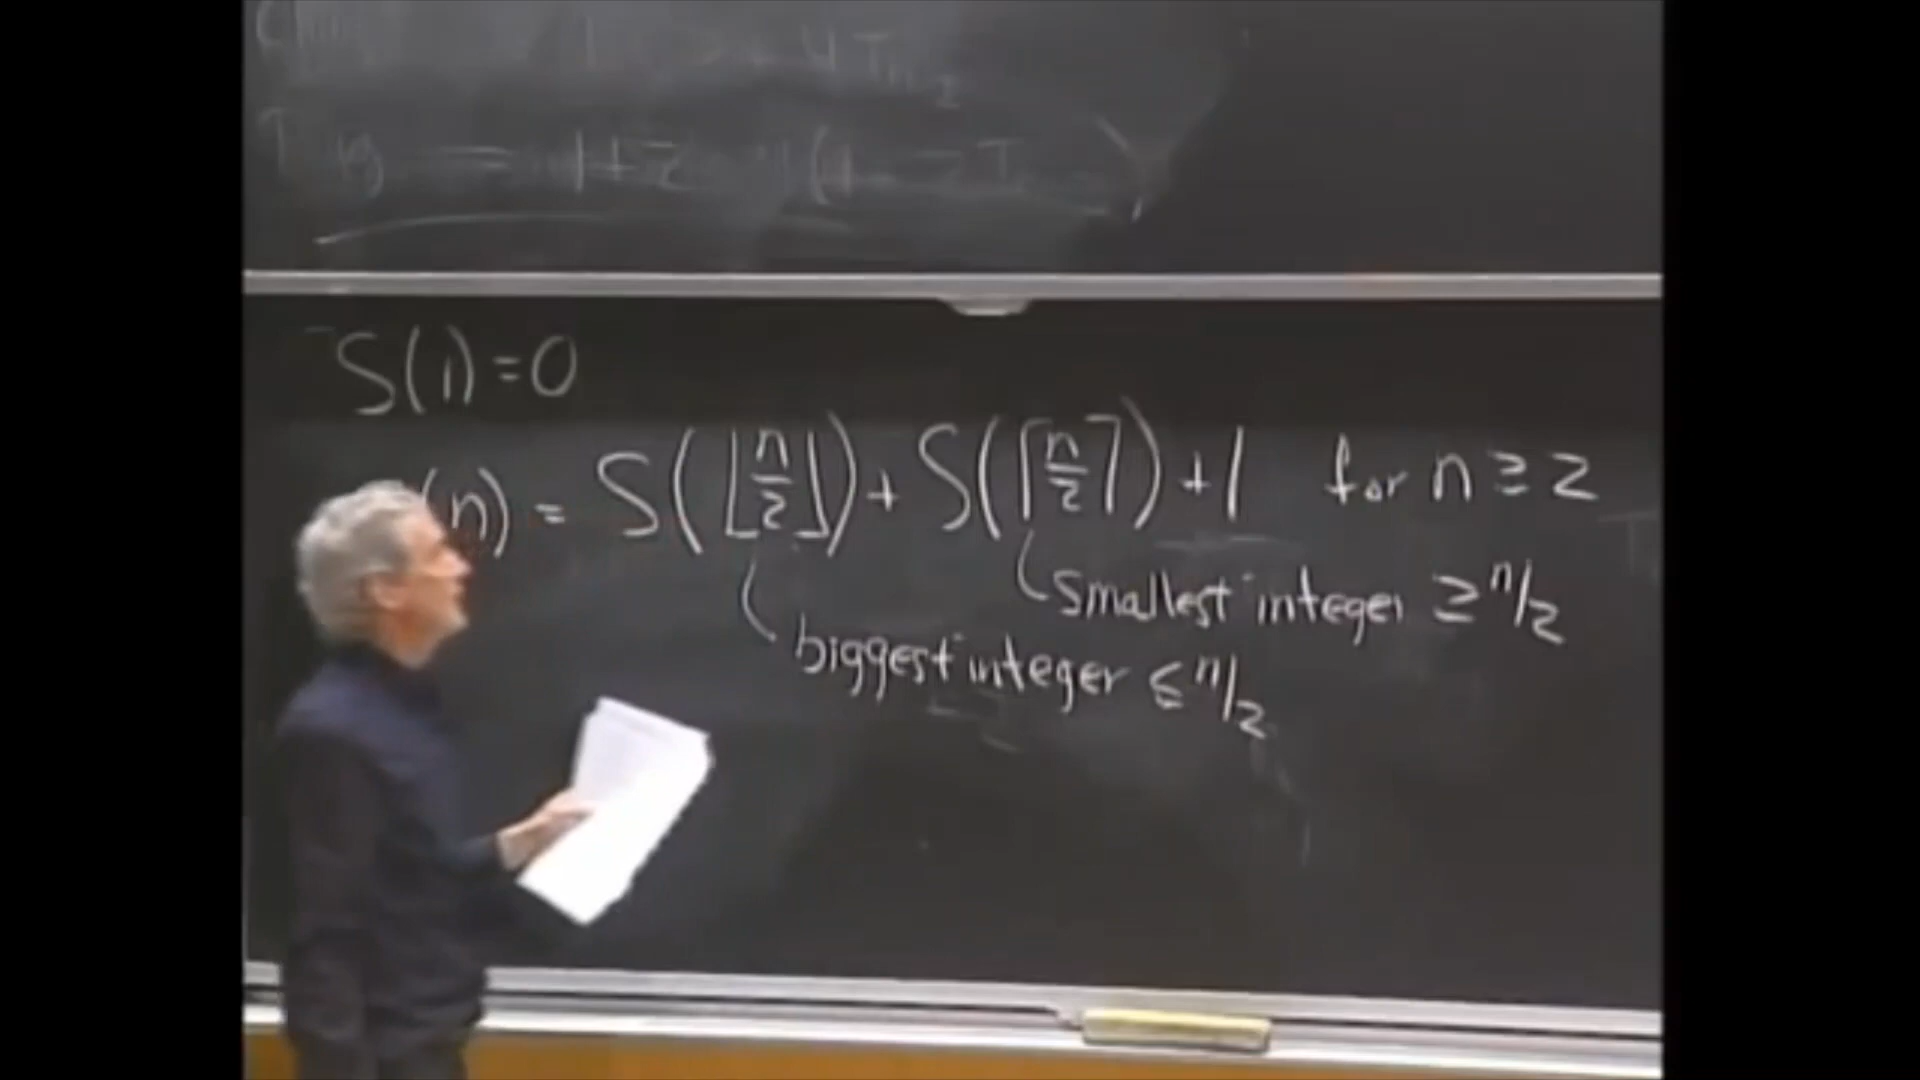 S(1)=0
(n) = S(⌊n/2⌋) + S(⌈n/2⌉) + 1 for n ≥ 2
smallest integer ≥ n/2
biggest integer ≤ n/2